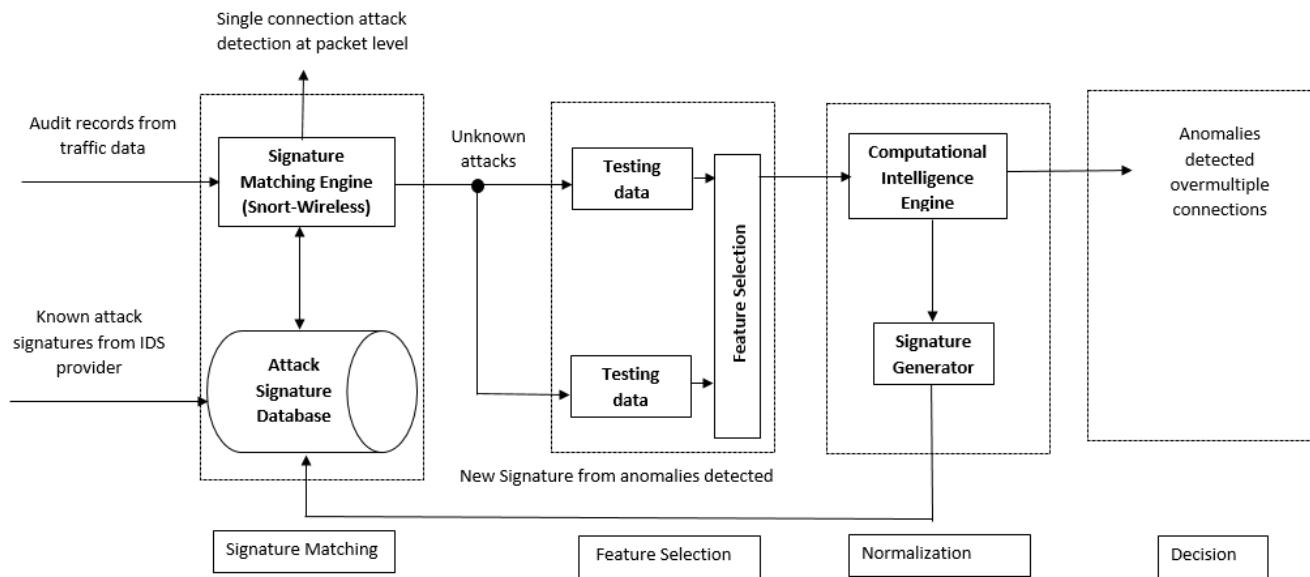 Single connection attack
detection at packet level
Audit records from
traffic data
Signature
Matching Engine
(Snort-Wireless)
Unknown
attacks
Testing
data
Feature Selection
Computational
Intelligence
Engine
Anomalies
detected
overmultiple
connections
Known attack
signatures from IDS
provider
Attack
Signature
Database
Testing
data
Signature
Generator
New Signature from anomalies detected
Signature Matching
Feature Selection
Normalization
Decision